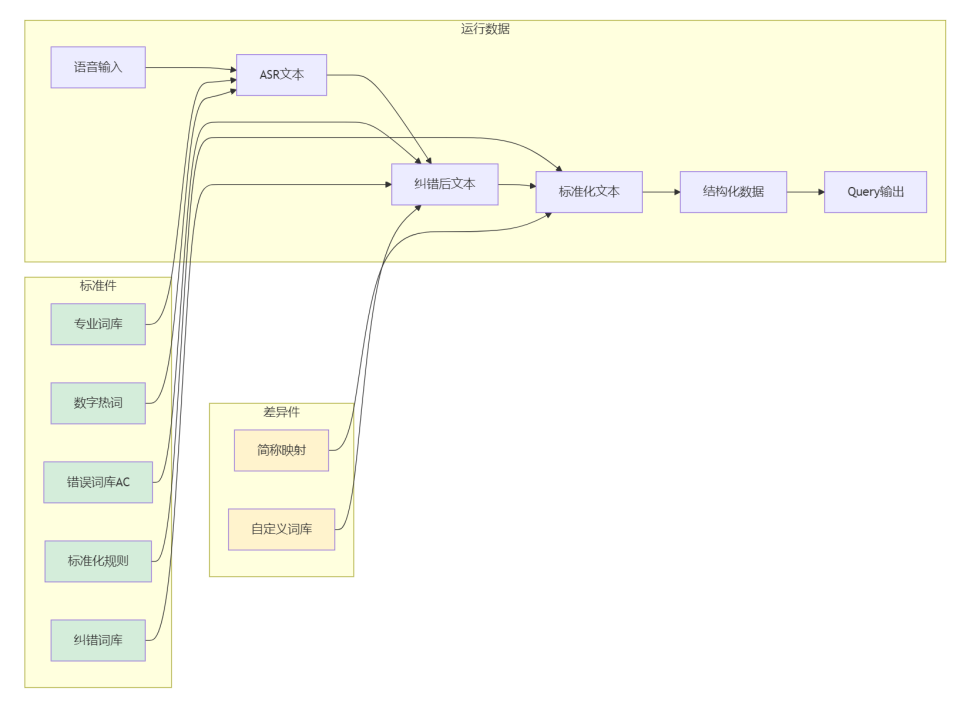 运行数据
语音输入
ASR文本
纠错后文本
标准化文本
结构化数据
Query输出
标准件
专业词库
数字热词
错误词库AC
标准化规则
纠错词库
差异件
简称映射
自定义词库